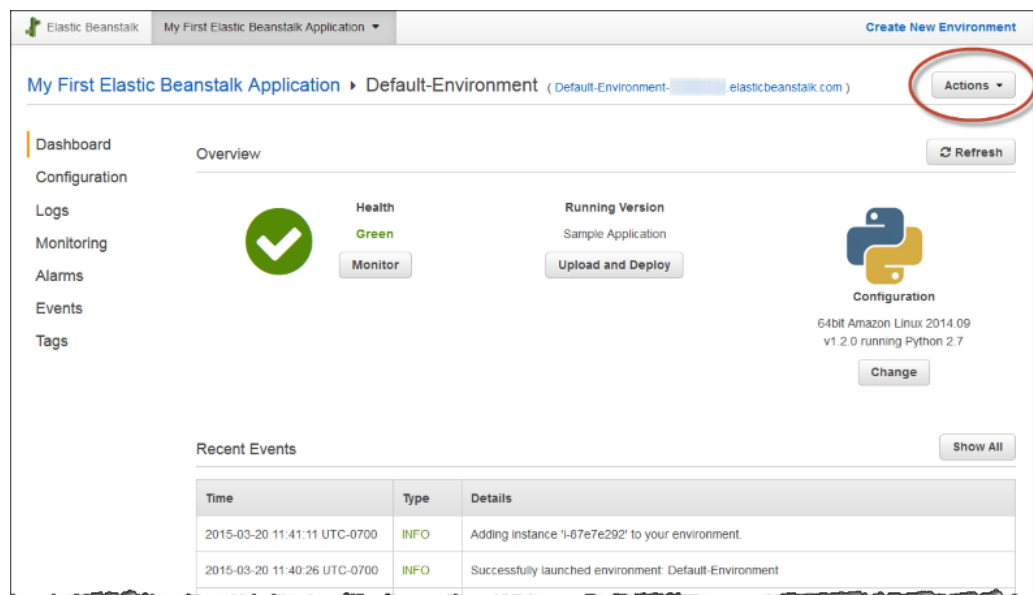 Elastic Beanstalk
My First Elastic Beanstalk Application
Create New Environment
My First Elastic Beanstalk Application Default-Environment ( Default-Environment- .elasticbeanstalk.com )
Actions
Dashboard
Configuration
Logs
Monitoring
Alarms
Events
Tags
Overview
Refresh
Health
Green
Monitor
Running Version
Sample Application
Upload and Deploy
Configuration
64bit Amazon Linux 2014.09
v1.2.0 running Python 2.7
Change
Recent Events
Show All
Time Type Details
2015-03-20 11:41:11 UTC-0700 INFO Adding instance 'i-87e7e292' to your environment.
2015-03-20 11:40:26 UTC-0700 INFO Successfully launched environment: Default-Environment